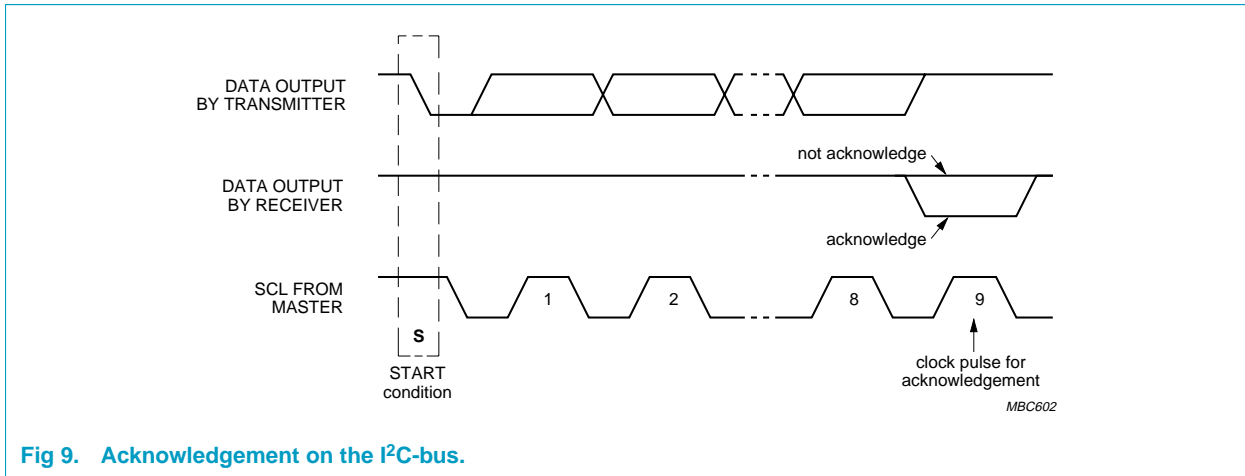 DATA OUTPUT
BY TRANSMITTER
not acknowledge
DATA OUTPUT
BY RECEIVER
acknowledge
SCL FROM
MASTER
1
2
8
9
S
START
condition
clock pulse for
acknowledgement
MBC602
Fig 9. Acknowledgement on the I²C-bus.